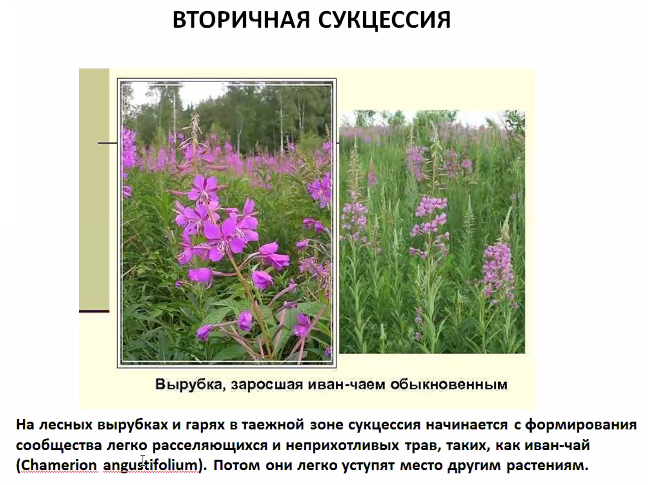 ВТОРИЧНАЯ СУКЦЕССИЯ
Вырубка, заросшая иван-чаем обыкновенным
На лесных вырубках и гарях в таежной зоне сукцессия начинается с формирования
сообщества легко расселяющихся и неприхотливых трав, таких, как иван-чай
(Chamerion angustifolium). Потом они легко уступят место другим растениям.